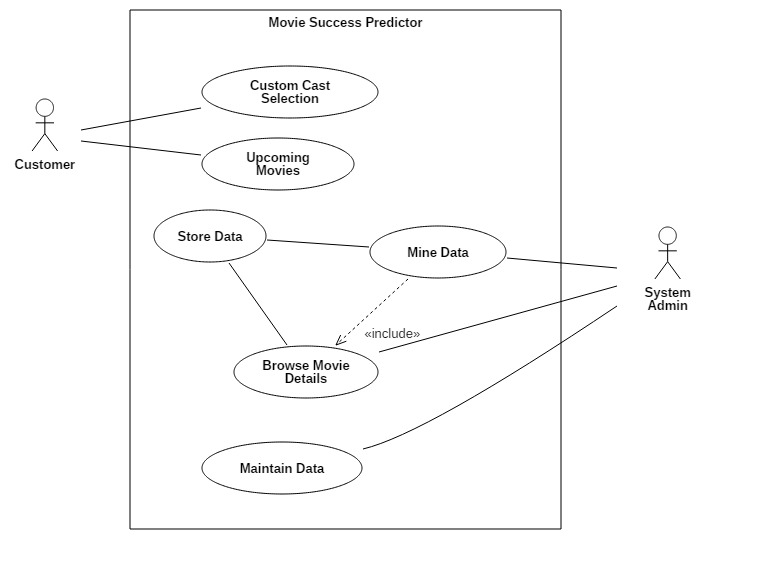 Movie Success Predictor
Custom Cast
Selection
Customer
Upcoming
Movies
Store Data
Mine Data
System
Admin
«include»
Browse Movie
Details
Maintain Data